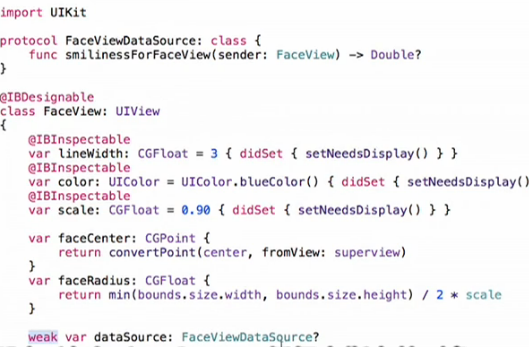 import UIKit
protocol FaceViewDataSource: class {
func smilinessForFaceView(sender: FaceView) -> Double?
}
@IBDesignable
class FaceView: UIView
{
@IBInspectable
var lineWidth: CGFloat = 3 { didSet { setNeedsDisplay() } }
@IBInspectable
var color: UIColor = UIColor.blueColor() { didSet { setNeedsDisplay()
@IBInspectable
var scale: CGFloat = 0.90 { didSet { setNeedsDisplay() } }
var faceCenter: CGPoint {
return convertPoint(center, fromView: superview)
}
var faceRadius: CGFloat {
return min(bounds.size.width, bounds.size.height) / 2 * scale
}
weak var dataSource: FaceViewDataSource?